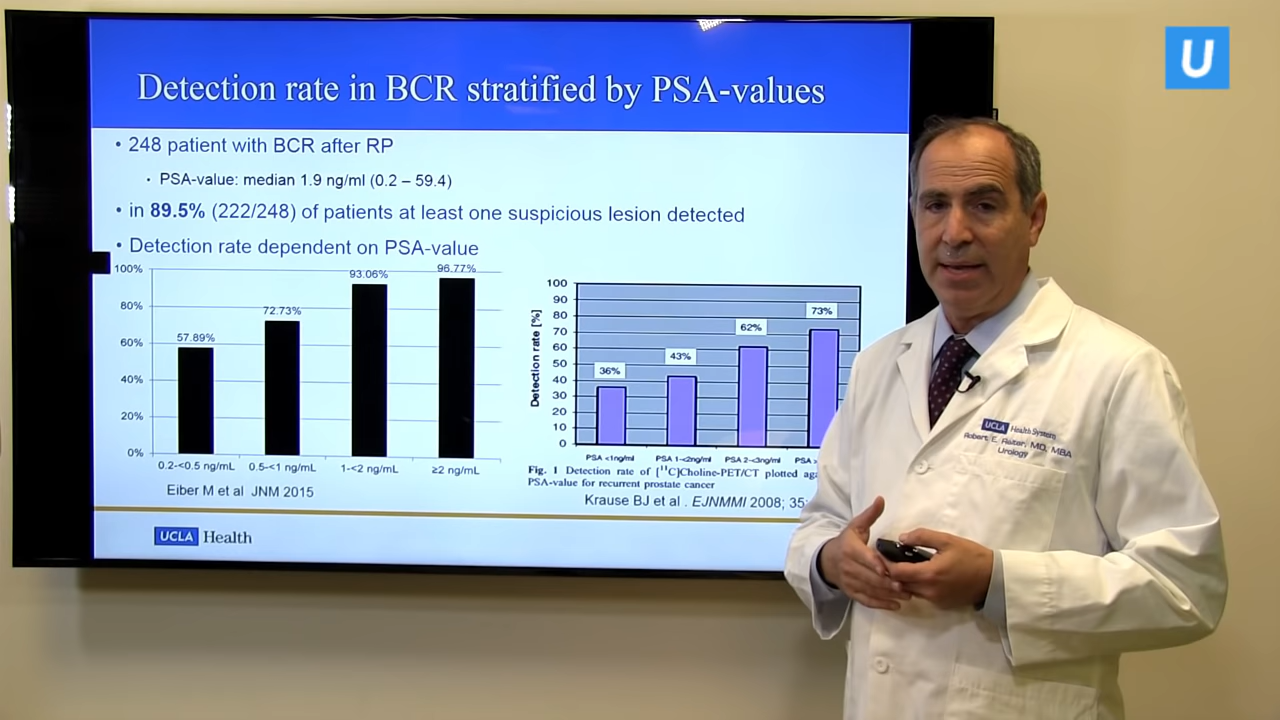 U
Detection rate in BCR stratified by PSA-values
• 248 patient with BCR after RP
• PSA-value: median 1.9 ng/ml (0.2 – 59.4)
• in 89.5% (222/248) of patients at least one suspicious lesion detected
• Detection rate dependent on PSA-value
100%
80%
60%
40%
20%
0%
57.89%
72.73%
93.06%
96.77%
0.2-<0.5 ng/mL
0.5-<1 ng/mL
1-<2 ng/mL
≥2 ng/mL
Eiber M et al JNM 2015
Detection rate [%]
100
90
80
70
60
50
40
30
20
10
0
36%
43%
62%
73%
PSA <1ng/ml
PSA 1-<2ng/ml
PSA 2-<3ng/ml
PSA >
Fig. 1 Detection rate of [11C]Choline-PET/CT plotted
PSA-value for recurrent prostate cancer
Krause BJ et al . EJNMMI 2008; 35:
UCLA Health
UCLA Health System
Robert E. Reiter, MD, MBA
Urology